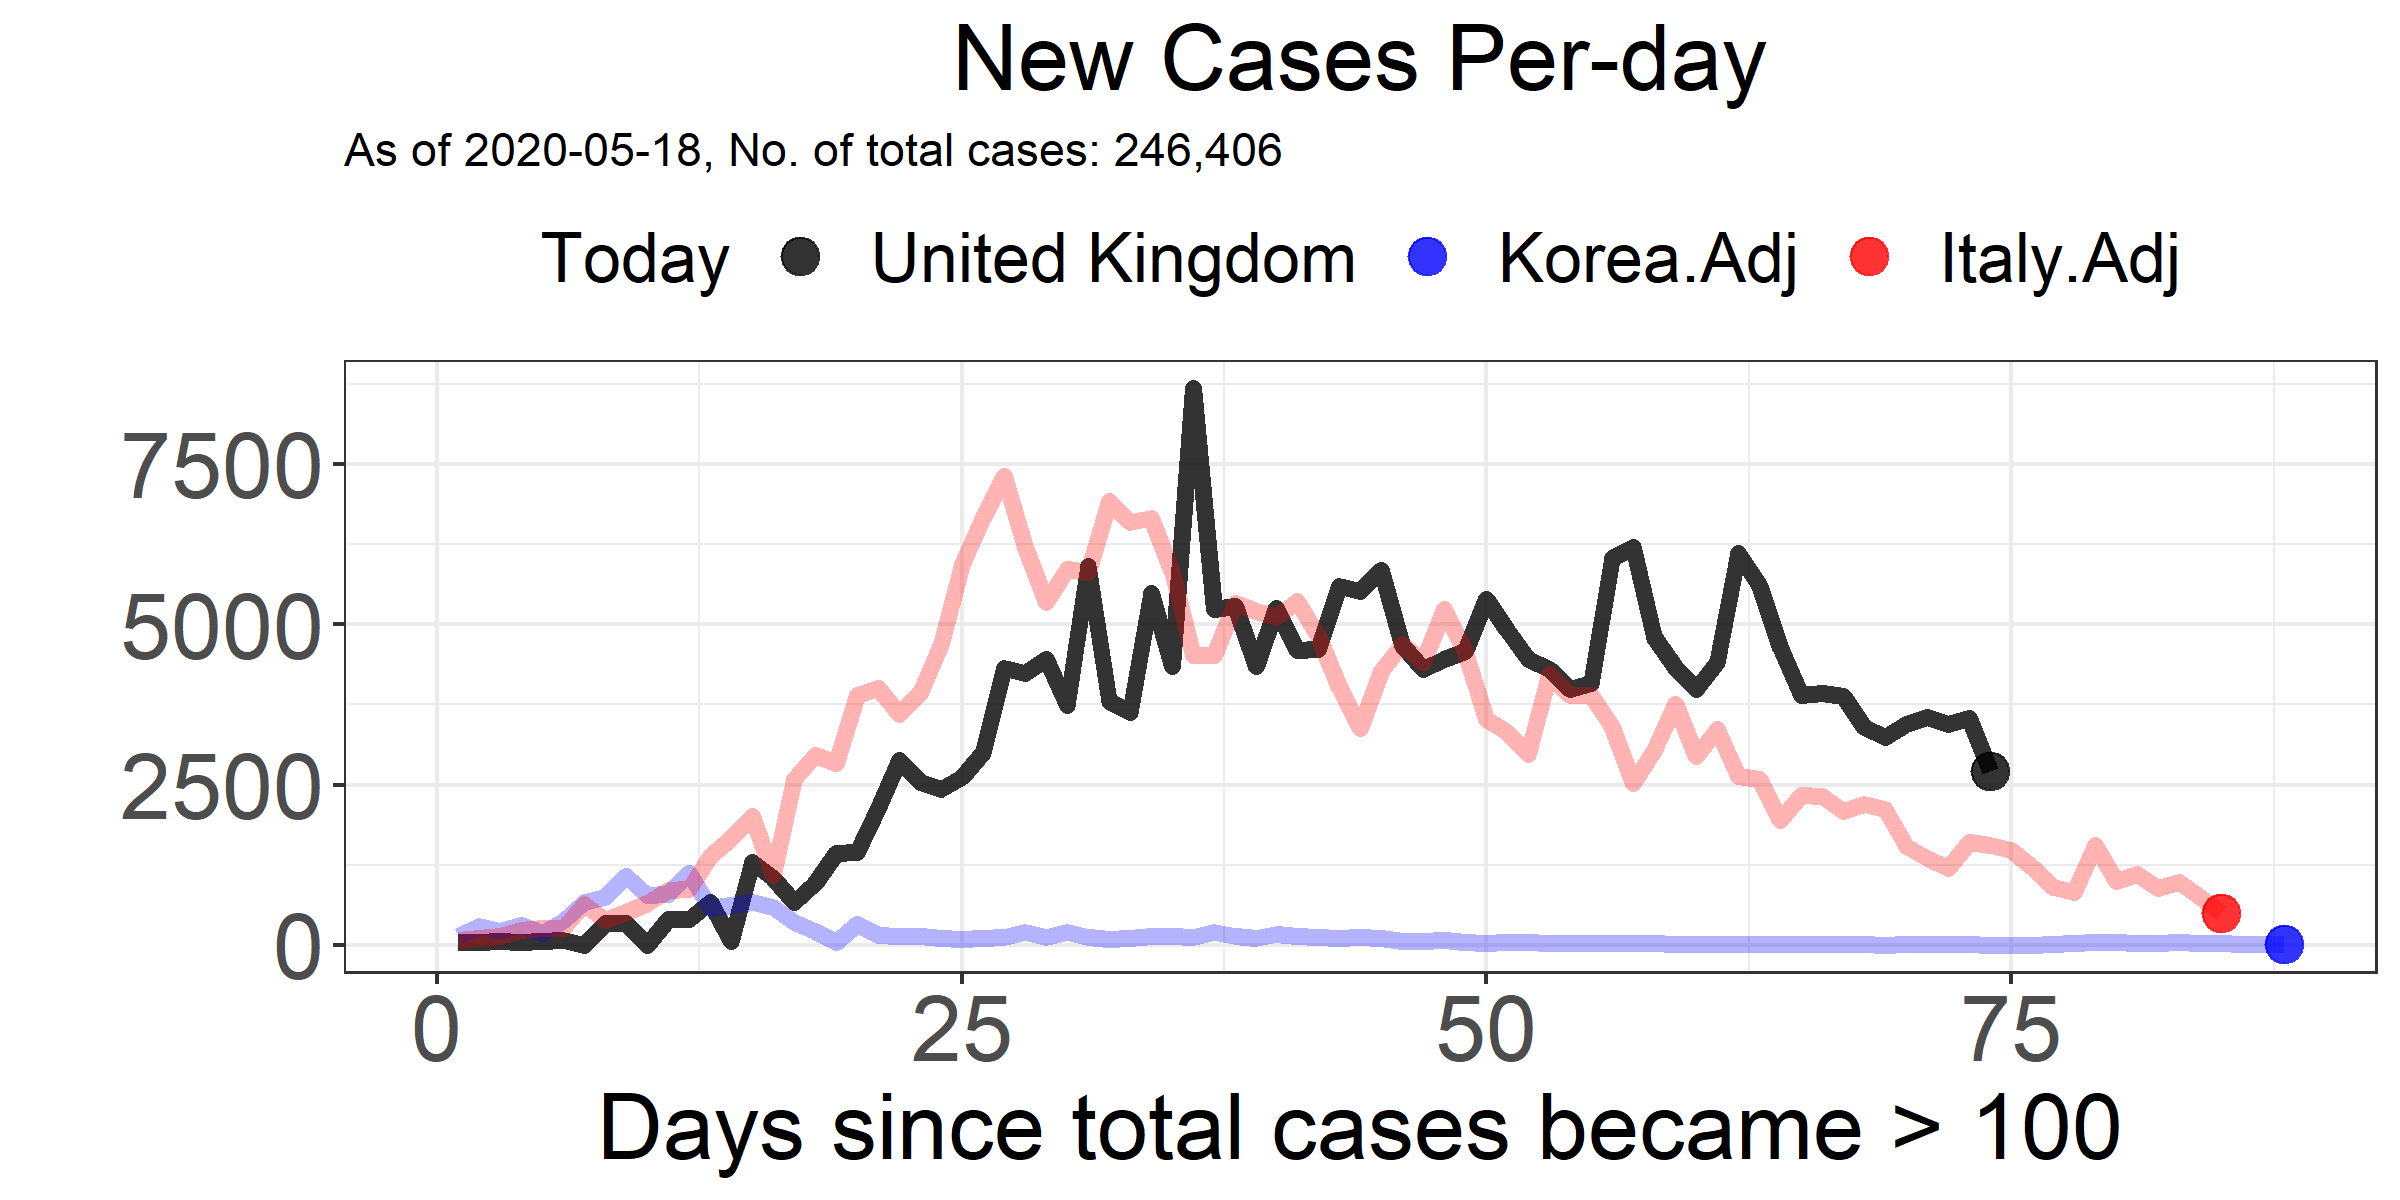 New Cases Per-day
As of 2020-05-18, No. of total cases: 246,406
Today United Kingdom Korea.Adj Italy.Adj
7500
5000
2500
0
0 25 50 75
Days since total cases became > 100